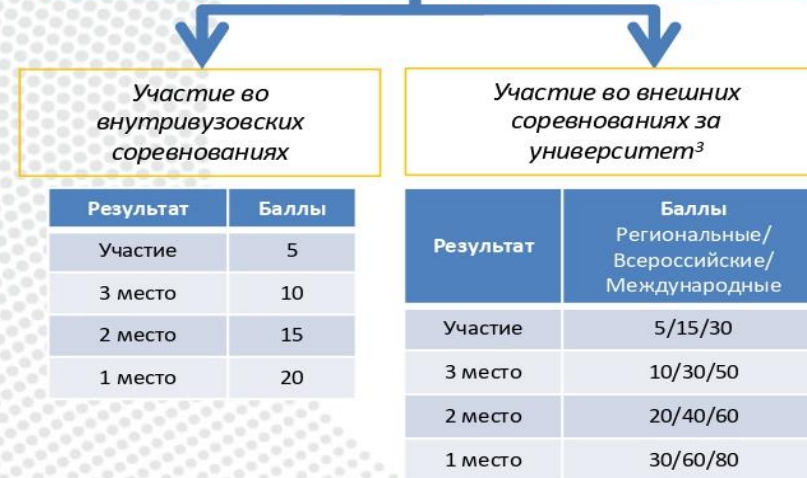 Участие во
внутривузовских
соревнованиях
Результат Баллы
Участие 5
3 место 10
2 место 15
1 место 20
Участие во внешних
соревнованиях за
университет³
Результат Баллы
Региональные/
Всероссийские/
Международные
Участие 5/15/30
3 место 10/30/50
2 место 20/40/60
1 место 30/60/80